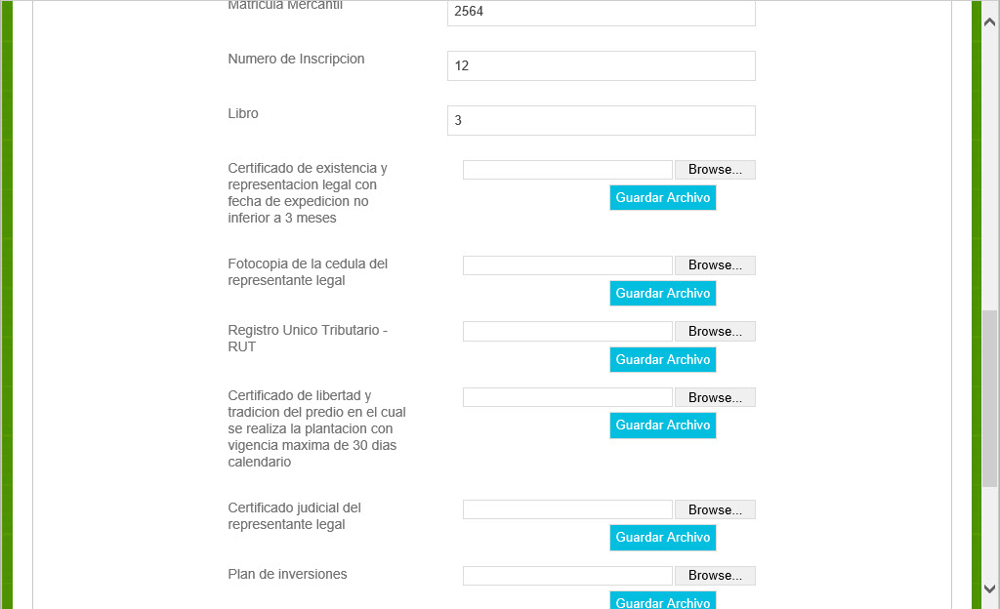 Matricula Mercantil
2564
Numero de Inscripcion
12
Libro
3
Certificado de existencia y
representacion legal con
fecha de expedicion no
inferior a 3 meses
Browse...
Guardar Archivo
Fotocopia de la cedula del
representante legal
Browse...
Guardar Archivo
Registro Unico Tributario -
RUT
Browse...
Guardar Archivo
Certificado de libertad y
tradicion del predio en el cual
se realiza la plantacion con
vigencia maxima de 30 dias
calendario
Browse...
Guardar Archivo
Certificado judicial del
representante legal
Browse...
Guardar Archivo
Plan de inversiones
Browse...
Guardar Archivo